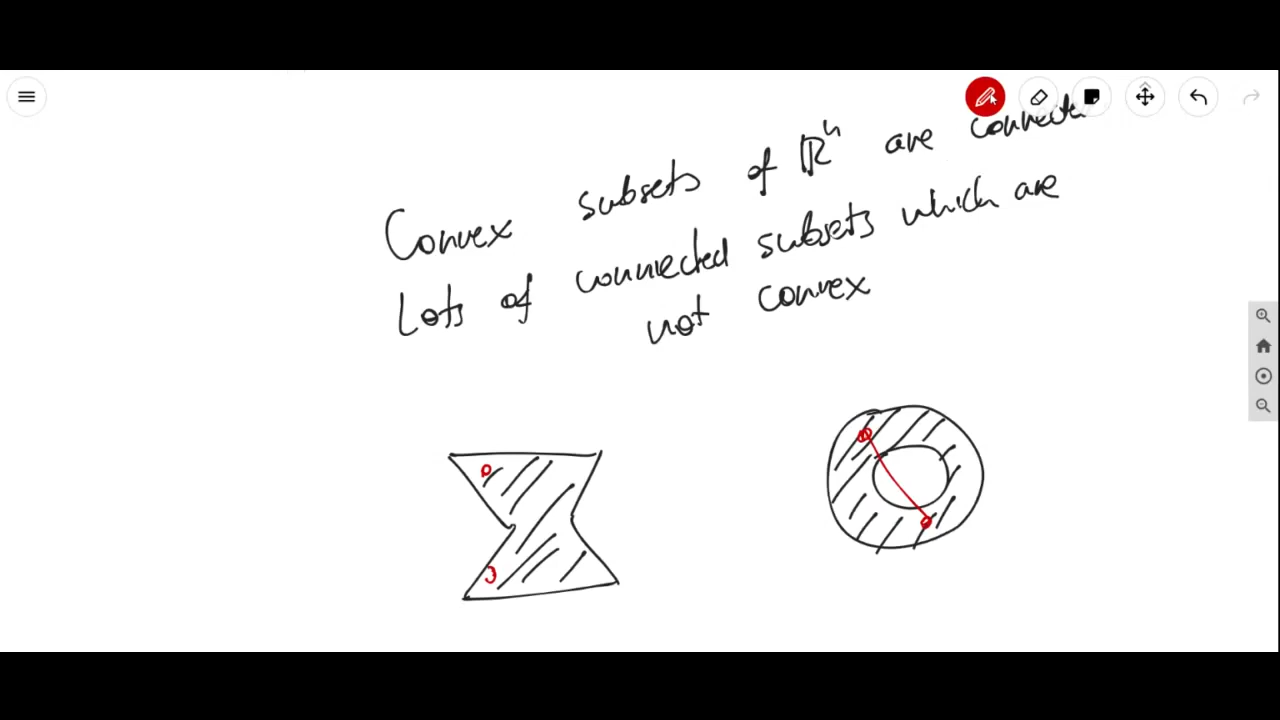 Convex subsets of ℝⁿ are connected
Lots of connected subsets which are
not convex